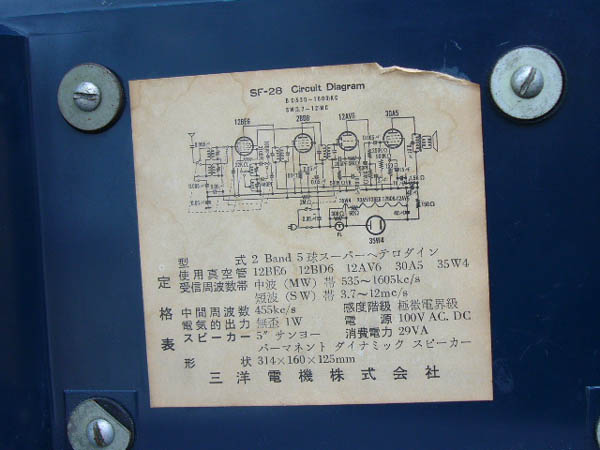 SF-28 Circuit Diagram
BC535~1605KC
SW3.7~12MC
12BE6 12AV6 30A5
35W4
定格表
型式 2 Band 5球スーパーヘテロダイン
使用真空管 12BE6 12BD6 12AV6 30A5 35W4
受信周波数帯 中波 (MW) 帯 535~1605kc/s
短波 (SW) 帯 3.7~12mc/s
中間周波数 455kc/s 感度階級 極微電界級
電気的出力 無歪 1W 電源 100V AC. DC
スピーカー 5" サンヨー 消費電力 29VA
パーマネント ダイナミック スピーカー
形状 314×160×125mm
三洋電機株式会社